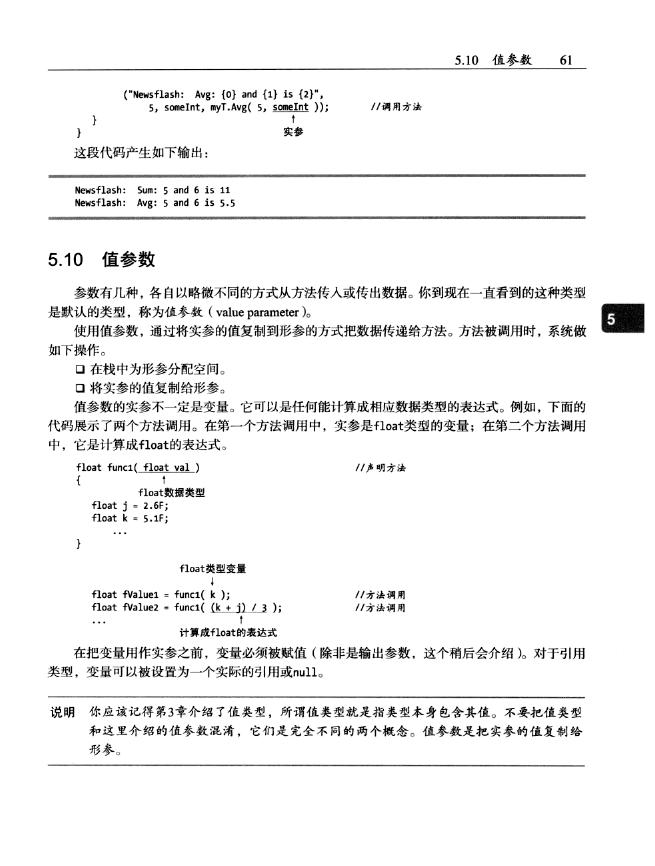 5.10 值参数 61
("Newsflash: Avg: {0} and {1} is {2}",
5, someInt, myT.Avg( 5, someInt )); //调用方法
} ↑
} 实参
这段代码产生如下输出：
Newsflash: Sum: 5 and 6 is 11
Newsflash: Avg: 5 and 6 is 5.5
5.10 值参数
参数有几种，各自以略微不同的方式从方法传入或传出数据。你到现在一直看到的这种类型
是默认的类型，称为值参数（value parameter）。
5
使用值参数，通过将实参的值复制到形参的方式把数据传递给方法。方法被调用时，系统做
如下操作。
❑ 在栈中为形参分配空间。
❑ 将实参的值复制给形参。
值参数的实参不一定是变量。它可以是任何能计算成相应数据类型的表达式。例如，下面的
代码展示了两个方法调用。在第一个方法调用中，实参是float类型的变量；在第二个方法调用
中，它是计算成float的表达式。
float func1( float val ) //声明方法
{ ↑
float数据类型
float j = 2.6F;
float k = 5.1F;
...
}
float类型变量
↓
float fValue1 = func1( k ); //方法调用
float fValue2 = func1( (k + j) / 3 ); //方法调用
... ↑
计算成float的表达式
在把变量用作实参之前，变量必须被赋值（除非是输出参数，这个稍后会介绍）。对于引用
类型，变量可以被设置为一个实际的引用或null。
说明 你应该记得第3章介绍了值类型，所谓值类型就是指类型本身包含其值。不要把值类型
和这里介绍的值参数混淆，它们是完全不同的两个概念。值参数是把实参的值复制给
形参。